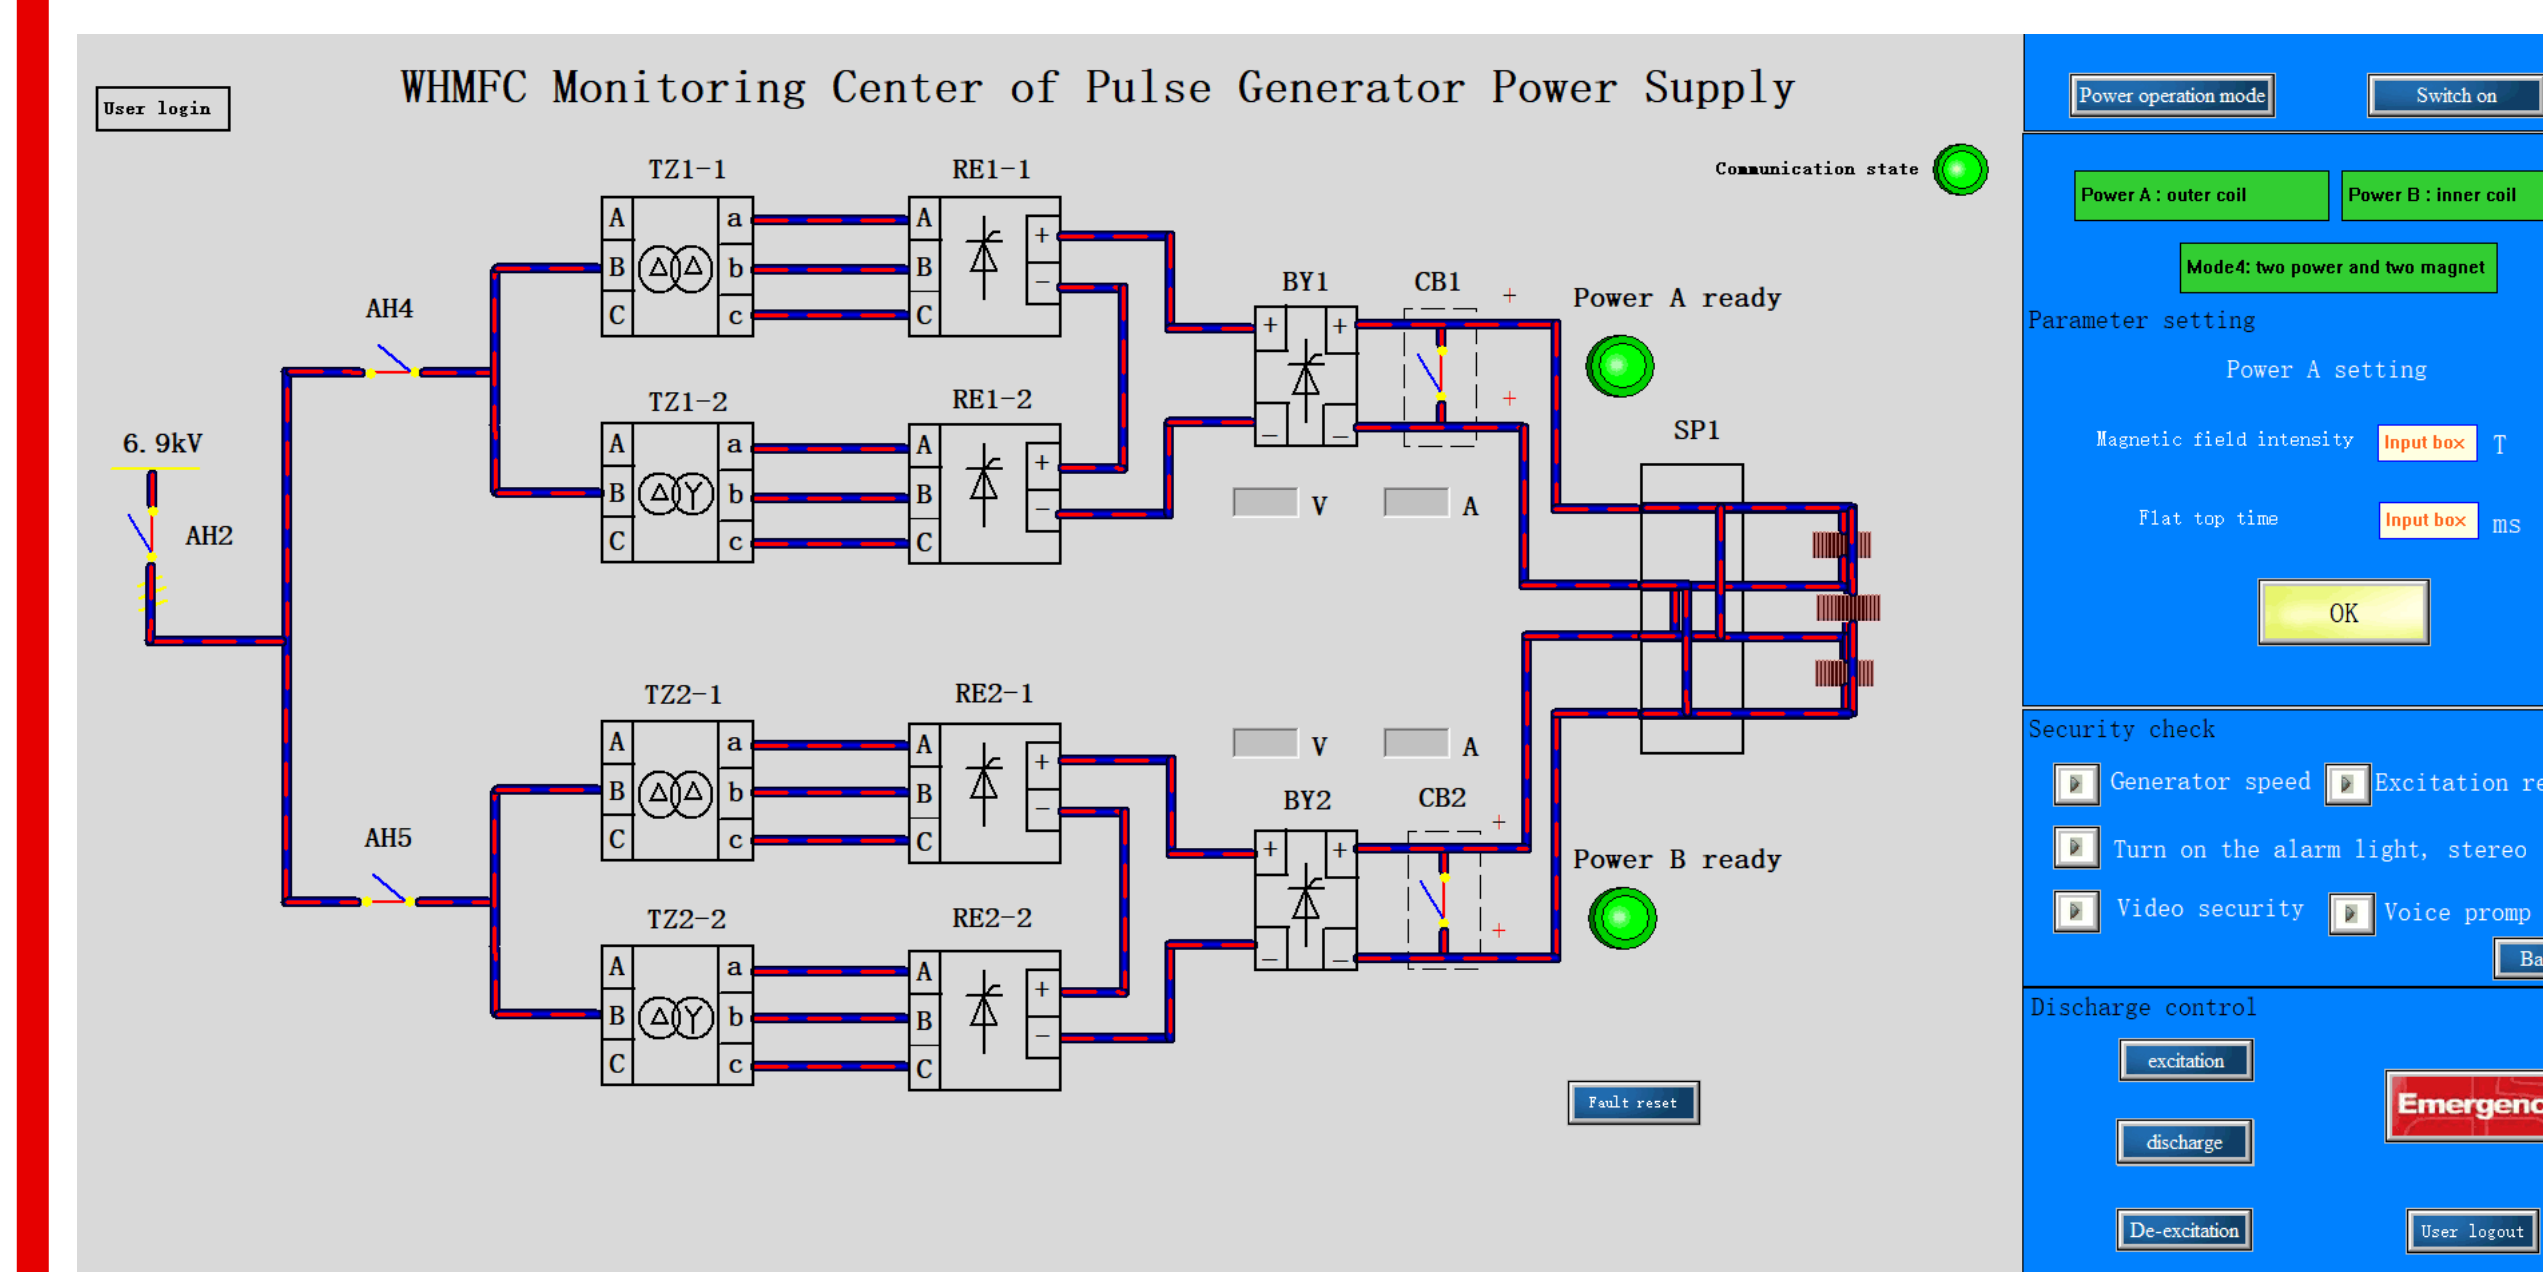 WHMFC Monitoring Center of Pulse Generator Power Supply
User login
Communication state
TZ1-1
RE1-1
A a A +
B b B −
C c C
AH4
BY1
CB1
+
Power A ready
+ +
− −
+
TZ1-2
RE1-2
A a A +
B b B −
C c C
6.9kV
AH2
V
A
SP1
TZ2-1
RE2-1
A a A +
B b B −
C c C
V
A
AH5
BY2
CB2
+
Power B ready
+ +
− −
+
TZ2-2
RE2-2
A a A +
B b B −
C c C
Fault reset
Power operation mode
Switch on
Power A : outer coil
Power B : inner coil
Mode4: two power and two magnet
Parameter setting
Power A setting
Magnetic field intensity Input box T
Flat top time Input box ms
OK
Security check
Generator speed Excitation re
Turn on the alarm light, stereo
Video security Voice promp
Ba
Discharge control
excitation
Emergenc
discharge
De-excitation
User logout